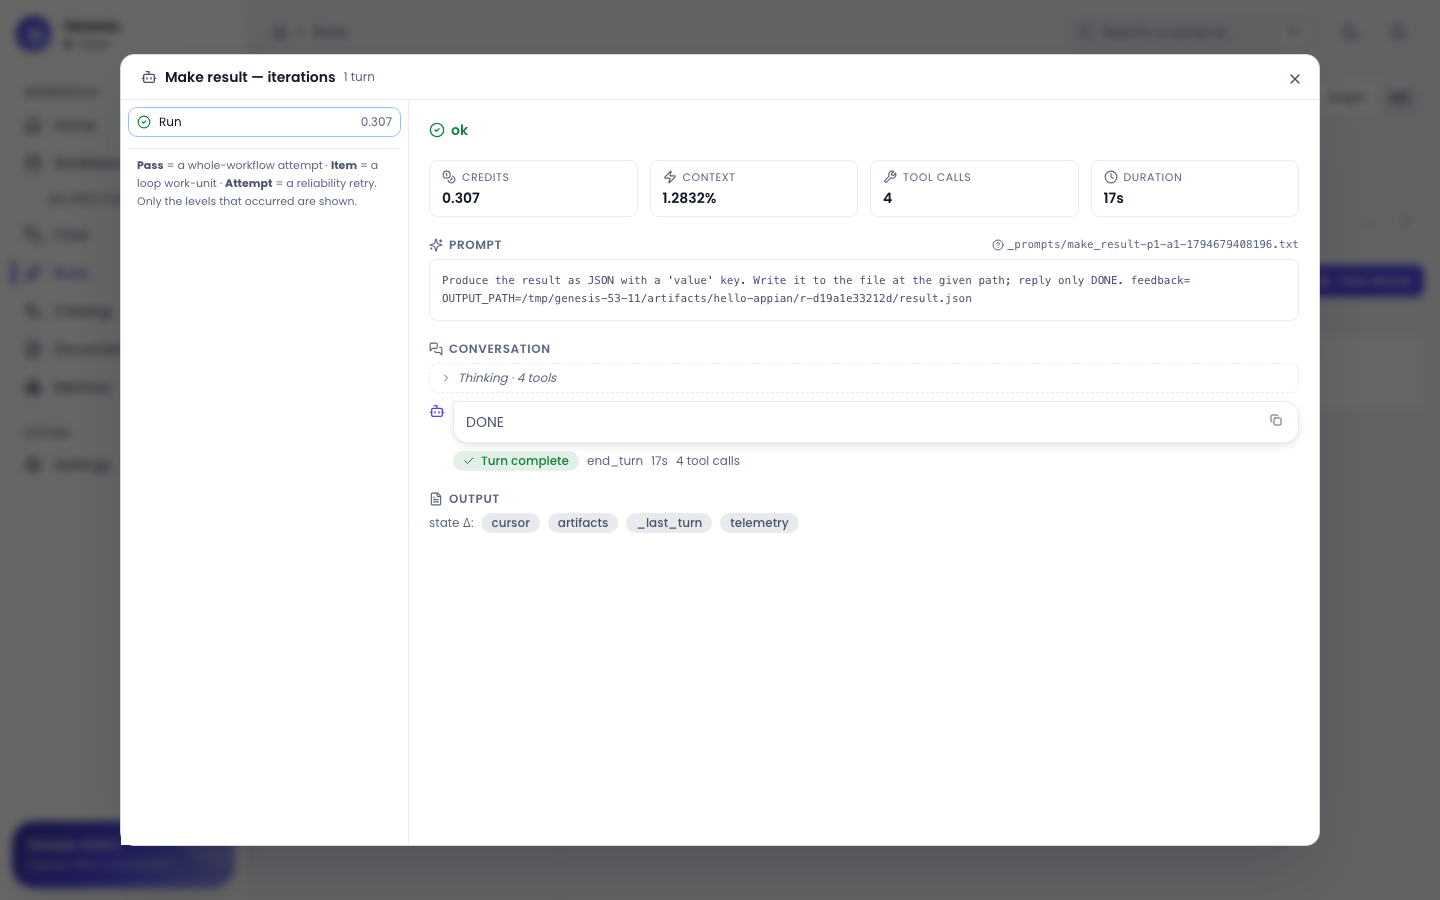 Make result — iterations 1 turn
Run 0.307
Pass = a whole-workflow attempt · Item = a
loop work-unit · Attempt = a reliability retry.
Only the levels that occurred are shown.
ok
CREDITS
0.307
CONTEXT
1.2832%
TOOL CALLS
4
DURATION
17s
PROMPT
_prompts/make_result-p1-a1-1794679408196.txt
Produce the result as JSON with a 'value' key. Write it to the file at the given path; reply only DONE. feedback=
OUTPUT_PATH=/tmp/genesis-53-11/artifacts/hello-appian/r-d19a1e33212d/result.json
CONVERSATION
Thinking · 4 tools
DONE
Turn complete end_turn 17s 4 tool calls
OUTPUT
state Δ: cursor artifacts _last_turn telemetry
Home
Chat
Memory
Settings